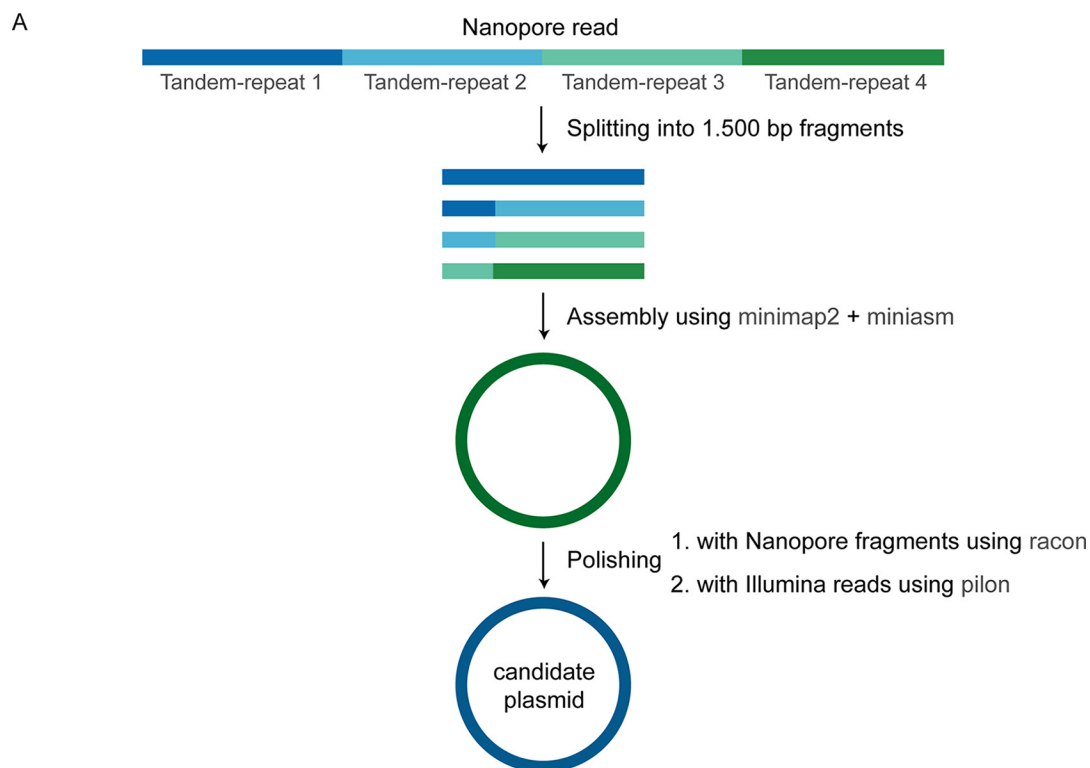 A
Nanopore read
Tandem-repeat 1 Tandem-repeat 2 Tandem-repeat 3 Tandem-repeat 4
Splitting into 1.500 bp fragments
Assembly using minimap2 + miniasm
Polishing
1. with Nanopore fragments using racon
2. with Illumina reads using pilon
candidate
plasmid